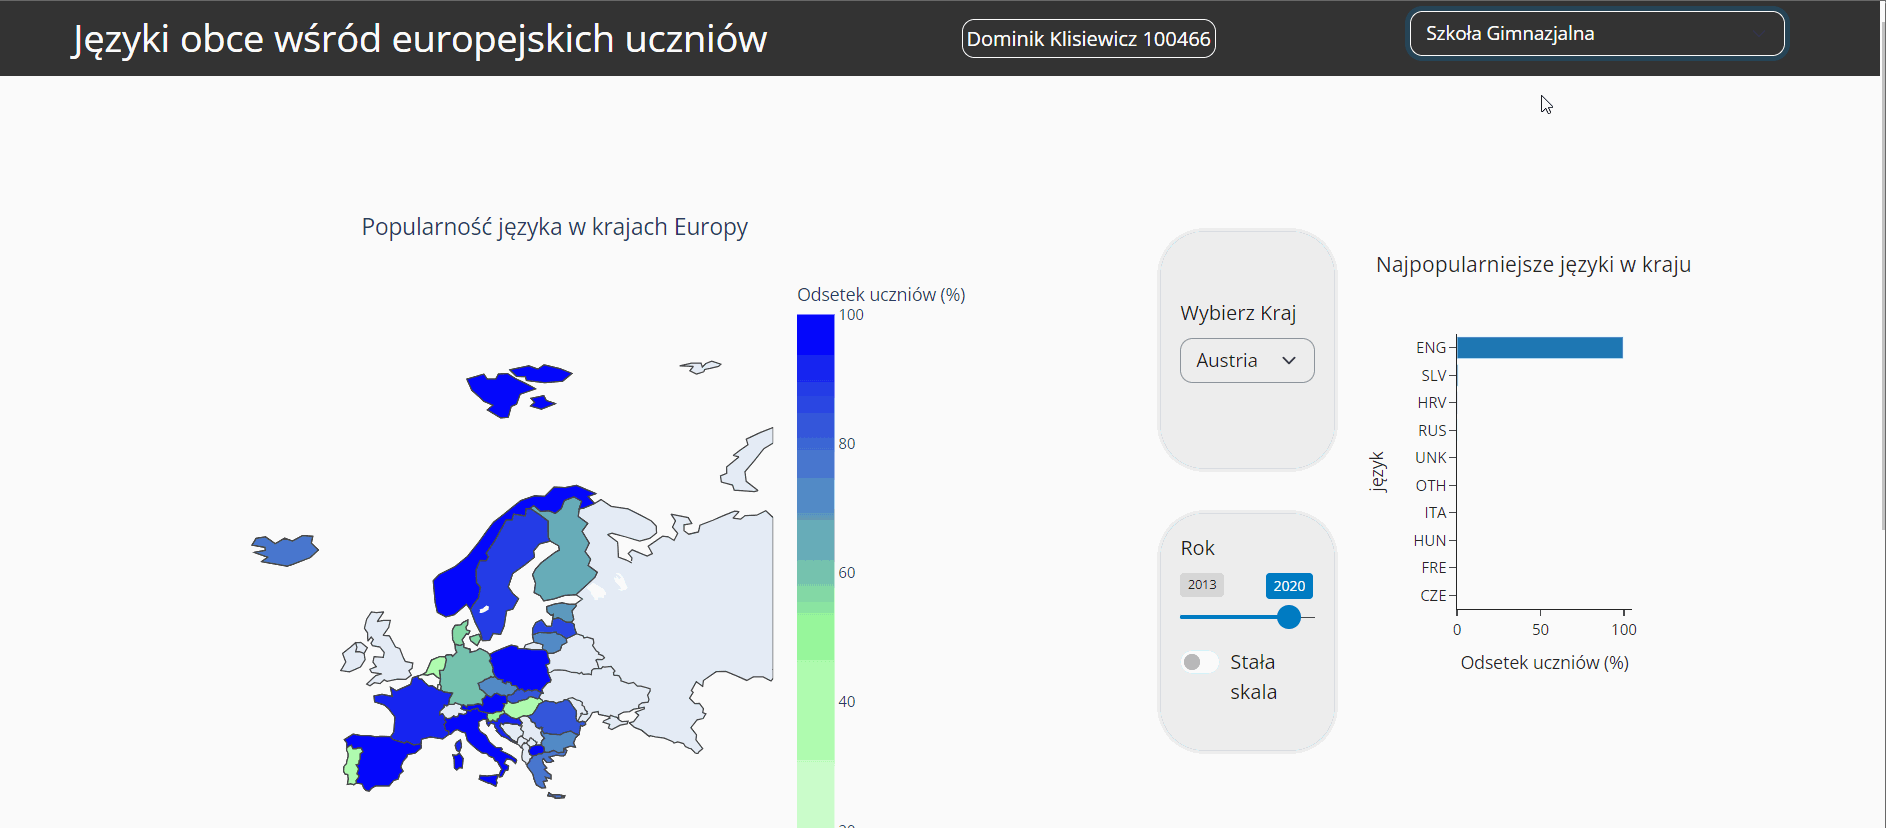 Języki obce wśród europejskich uczniów
Dominik Klisiewicz 100466
Szkoła Gimnazjalna
Popularność języka w krajach Europy
Odsetek uczniów (%)
100
80
60
40
Wybierz Kraj
Austria
Rok
2013
2020
Stała
skala
Najpopularniejsze języki w kraju
język
ENG
SLV
HRV
RUS
UNK
OTH
ITA
HUN
FRE
CZE
0
50
100
Odsetek uczniów (%)